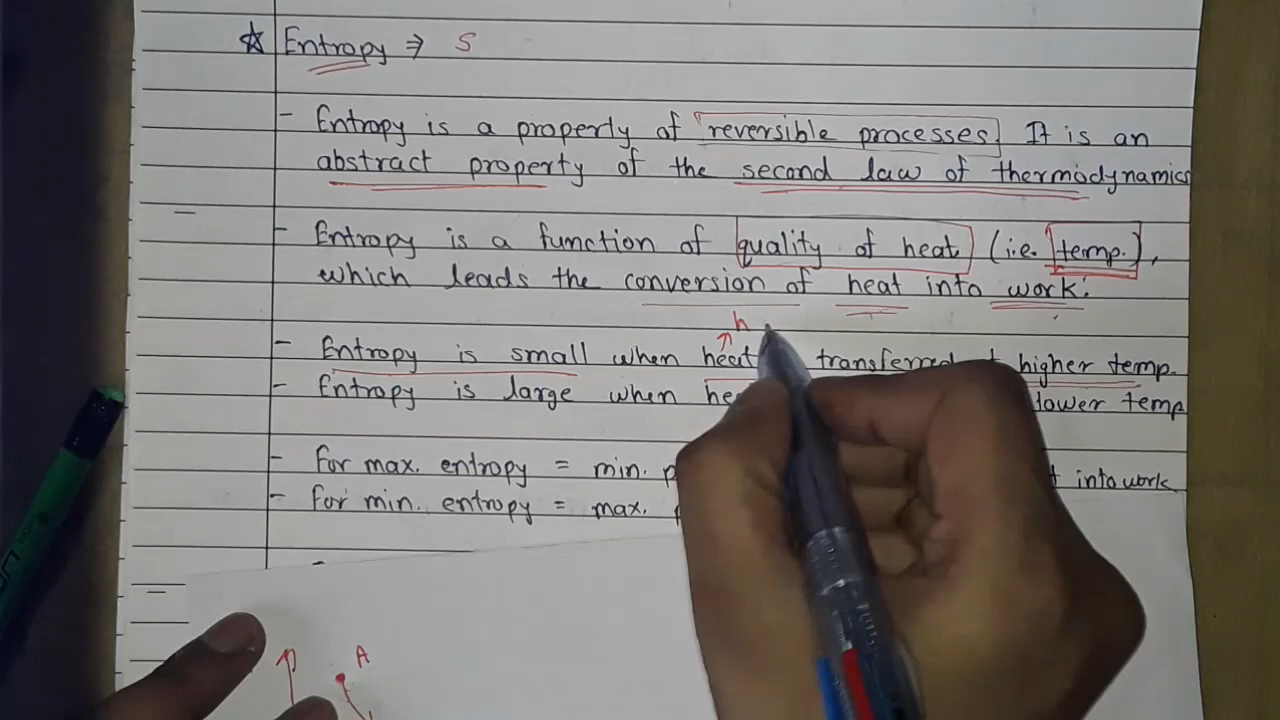 ☆ Entropy ⇒ S
- Entropy is a property of reversible processes. It is an
abstract property of the second law of thermodynamics
- Entropy is a function of quality of heat (i.e. temp.),
which leads the conversion of heat into work.
↑ h
- Entropy is small when heat transferred higher temp.
- Entropy is large when lower temp
- for max. entropy = min. into work
- for min. entropy = max.
A